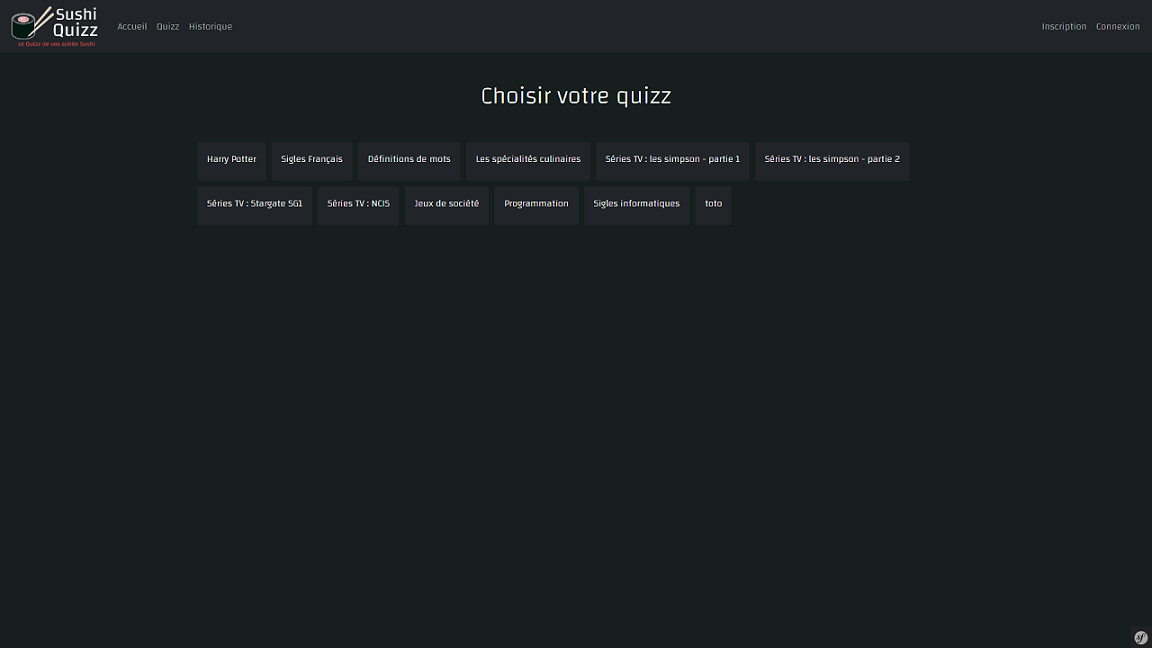 Sushi
Quizz
Le Quizz de vos soirée Sushi
Accueil Quizz Historique
Inscription Connexion
Choisir votre quizz
Harry Potter Sigles Français Définitions de mots Les spécialités culinaires Séries TV : les simpson - partie 1 Séries TV : les simpson - partie 2
Séries TV : Stargate SG1 Séries TV : NCIS Jeux de société Programmation Sigles informatiques toto
sf